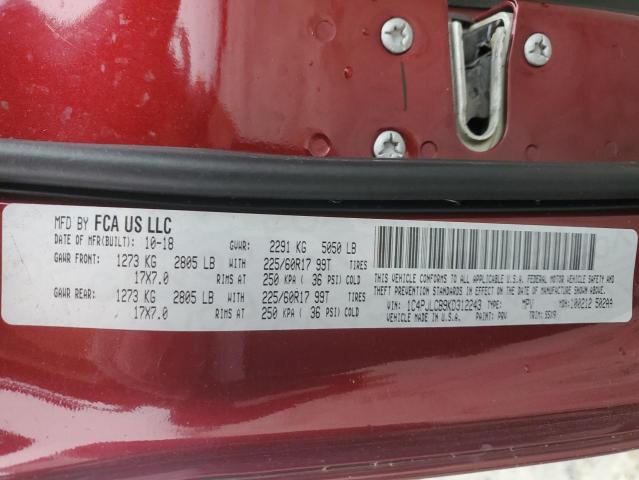 MFD BY FCA US LLC
DATE OF MFR(BUILT): 10-18 GVWR: 2291 KG 5050 LB
GAWR FRONT: 1273 KG 2805 LB WITH 225/60R17 99T TIRES
17X7.0 RIMS AT 250 KPA ( 36 PSI) COLD
GAWR REAR: 1273 KG 2805 LB WITH 225/60R17 99T TIRES
17X7.0 RIMS AT 250 KPA ( 36 PSI) COLD
THIS VEHICLE CONFORMS TO ALL APPLICABLE U.S.A. FEDERAL MOTOR VEHICLE SAFETY AND
THEFT PREVENTION STANDARDS IN EFFECT ON THE DATE OF MANUFACTURE SHOWN ABOVE.
VIN: 1C4PJLCB9KD312243 TYPE: MPV MDH: 100212 502AA
VEHICLE MADE IN U.S.A. PAINT: PRV TRIM: